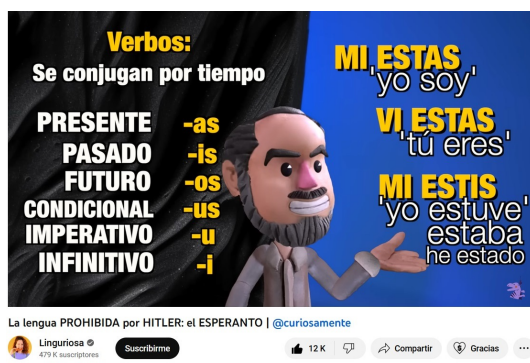 Verbos:
Se conjugan por tiempo
PRESENTE -as
PASADO -is
FUTURO -os
CONDICIONAL -us
IMPERATIVO -u
INFINITIVO -i
MI ESTAS
'yo soy'
VI ESTAS
'tú eres'
MI ESTIS
'yo estuve'
estaba
he estado
La lengua PROHIBIDA por HITLER: el ESPERANTO | @curiosamente
Linguriosa
479 K suscriptores
Suscribirme
12 K
Compartir
Gracias